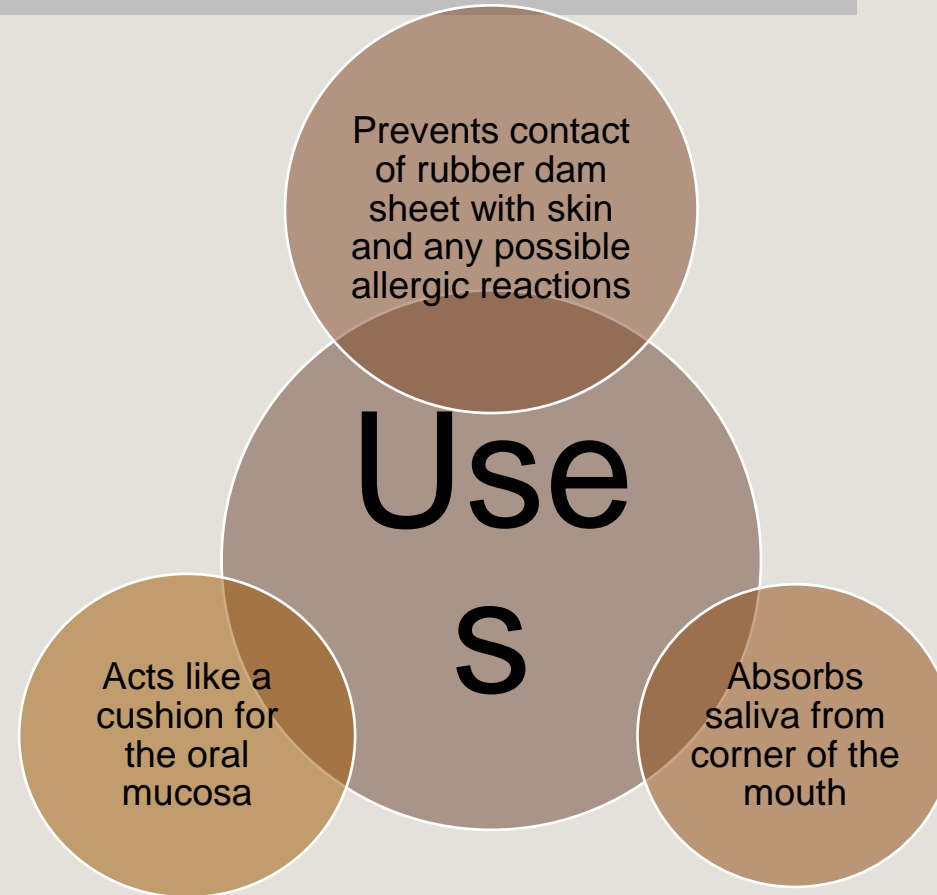 Prevents contact
of rubber dam
sheet with skin
and any possible
allergic reactions
Use
s
Acts like a
cushion for
the oral
mucosa
Absorbs
saliva from
corner of the
mouth